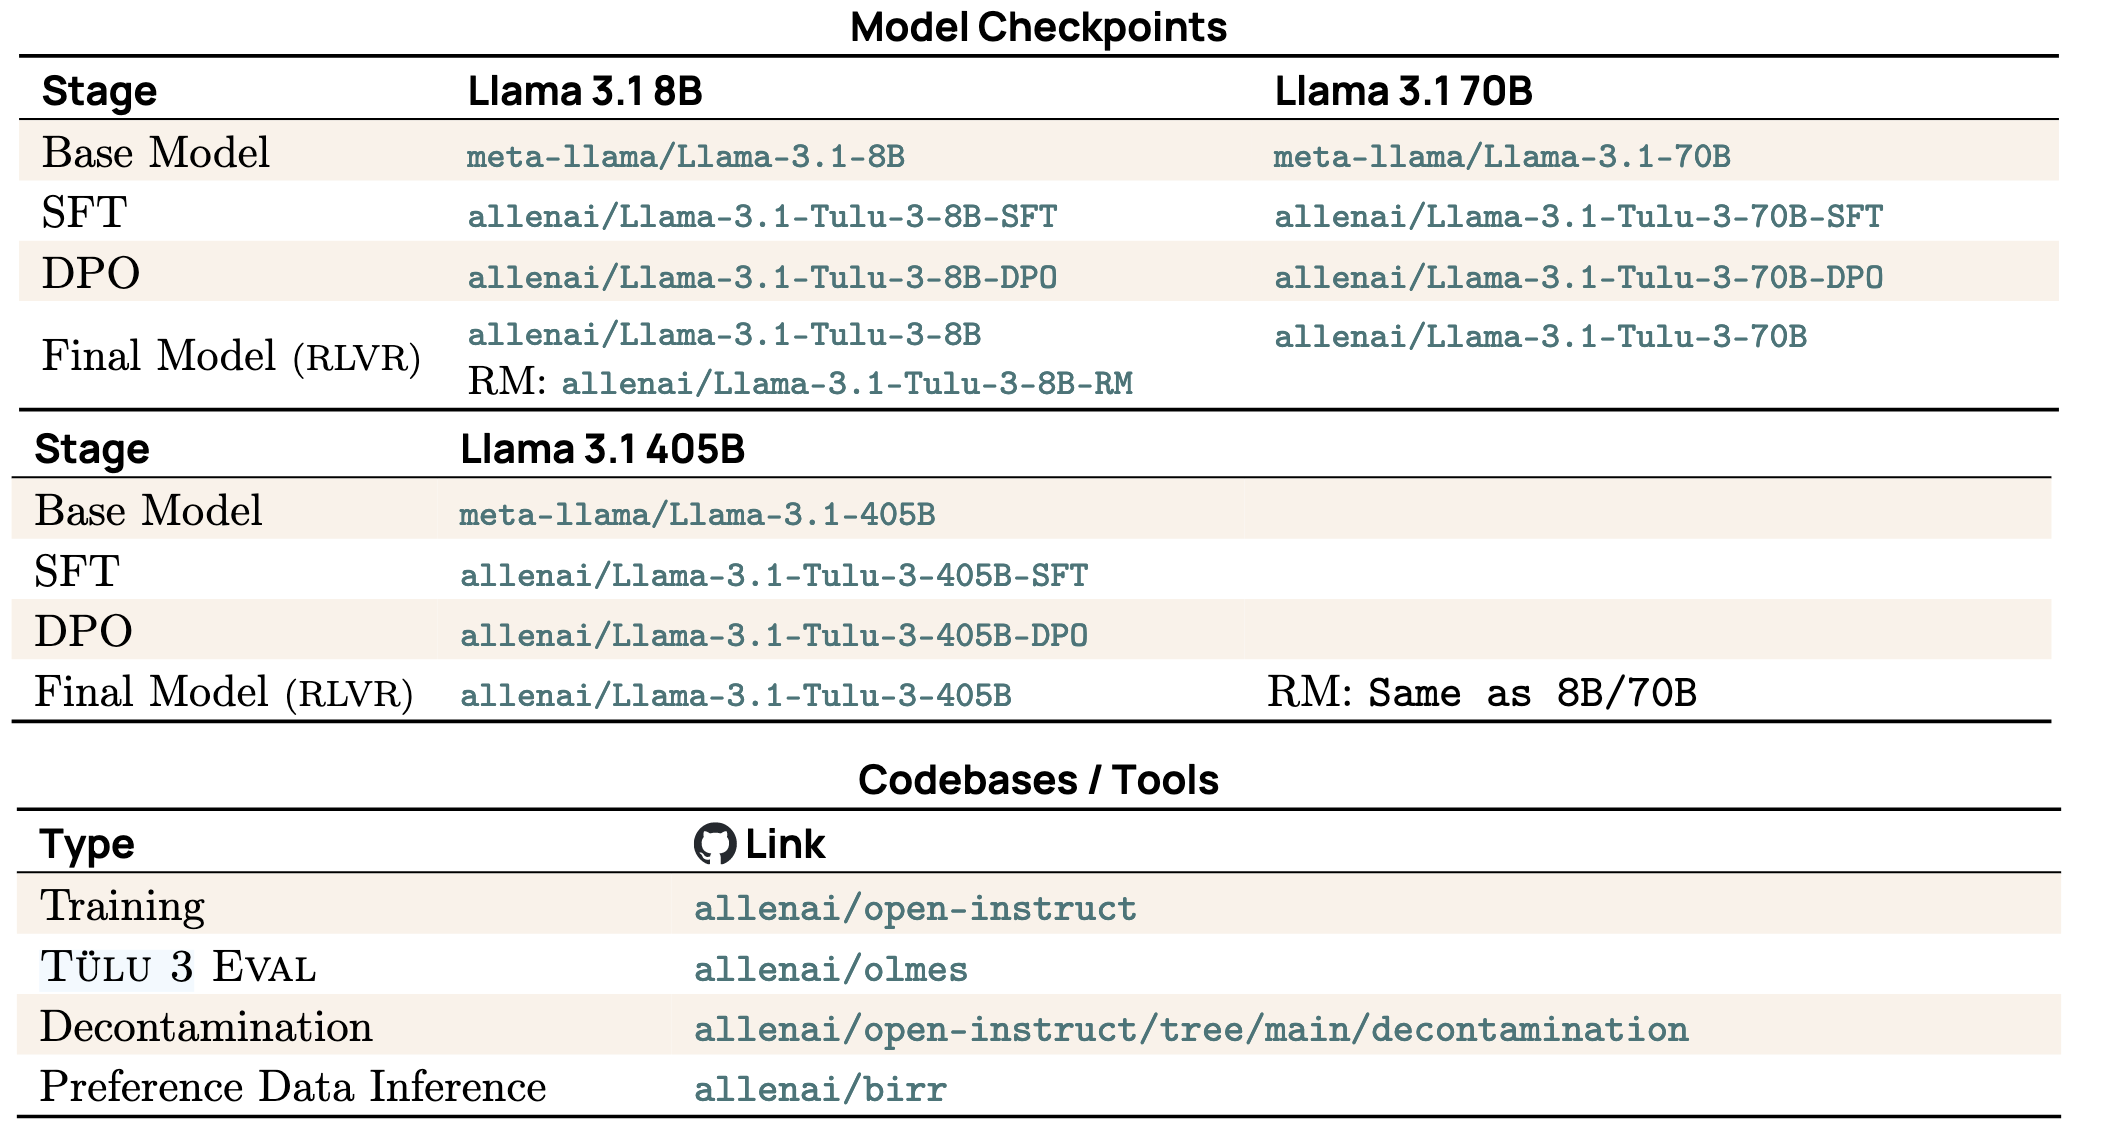 Model Checkpoints
Stage Llama 3.1 8B Llama 3.1 70B
Base Model meta-llama/Llama-3.1-8B meta-llama/Llama-3.1-70B
SFT allenai/Llama-3.1-Tulu-3-8B-SFT allenai/Llama-3.1-Tulu-3-70B-SFT
DPO allenai/Llama-3.1-Tulu-3-8B-DPO allenai/Llama-3.1-Tulu-3-70B-DPO
Final Model (RLVR) allenai/Llama-3.1-Tulu-3-8B allenai/Llama-3.1-Tulu-3-70B
RM: allenai/Llama-3.1-Tulu-3-8B-RM
Stage Llama 3.1 405B
Base Model meta-llama/Llama-3.1-405B
SFT allenai/Llama-3.1-Tulu-3-405B-SFT
DPO allenai/Llama-3.1-Tulu-3-405B-DPO
Final Model (RLVR) allenai/Llama-3.1-Tulu-3-405B RM: Same as 8B/70B
Codebases / Tools
Type Link
Training allenai/open-instruct
TÜLU 3 EVAL allenai/olmes
Decontamination allenai/open-instruct/tree/main/decontamination
Preference Data Inference allenai/birr